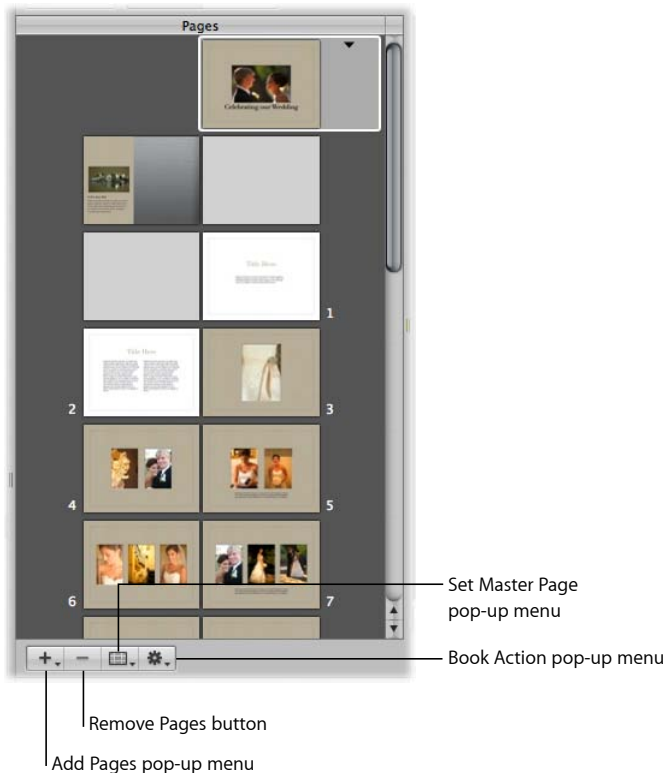 Pages
Celebrating our Wedding
Title Here
1
Title Here
2
3
4
5
6
7
Set Master Page
pop-up menu
Book Action pop-up menu
Remove Pages button
Add Pages pop-up menu